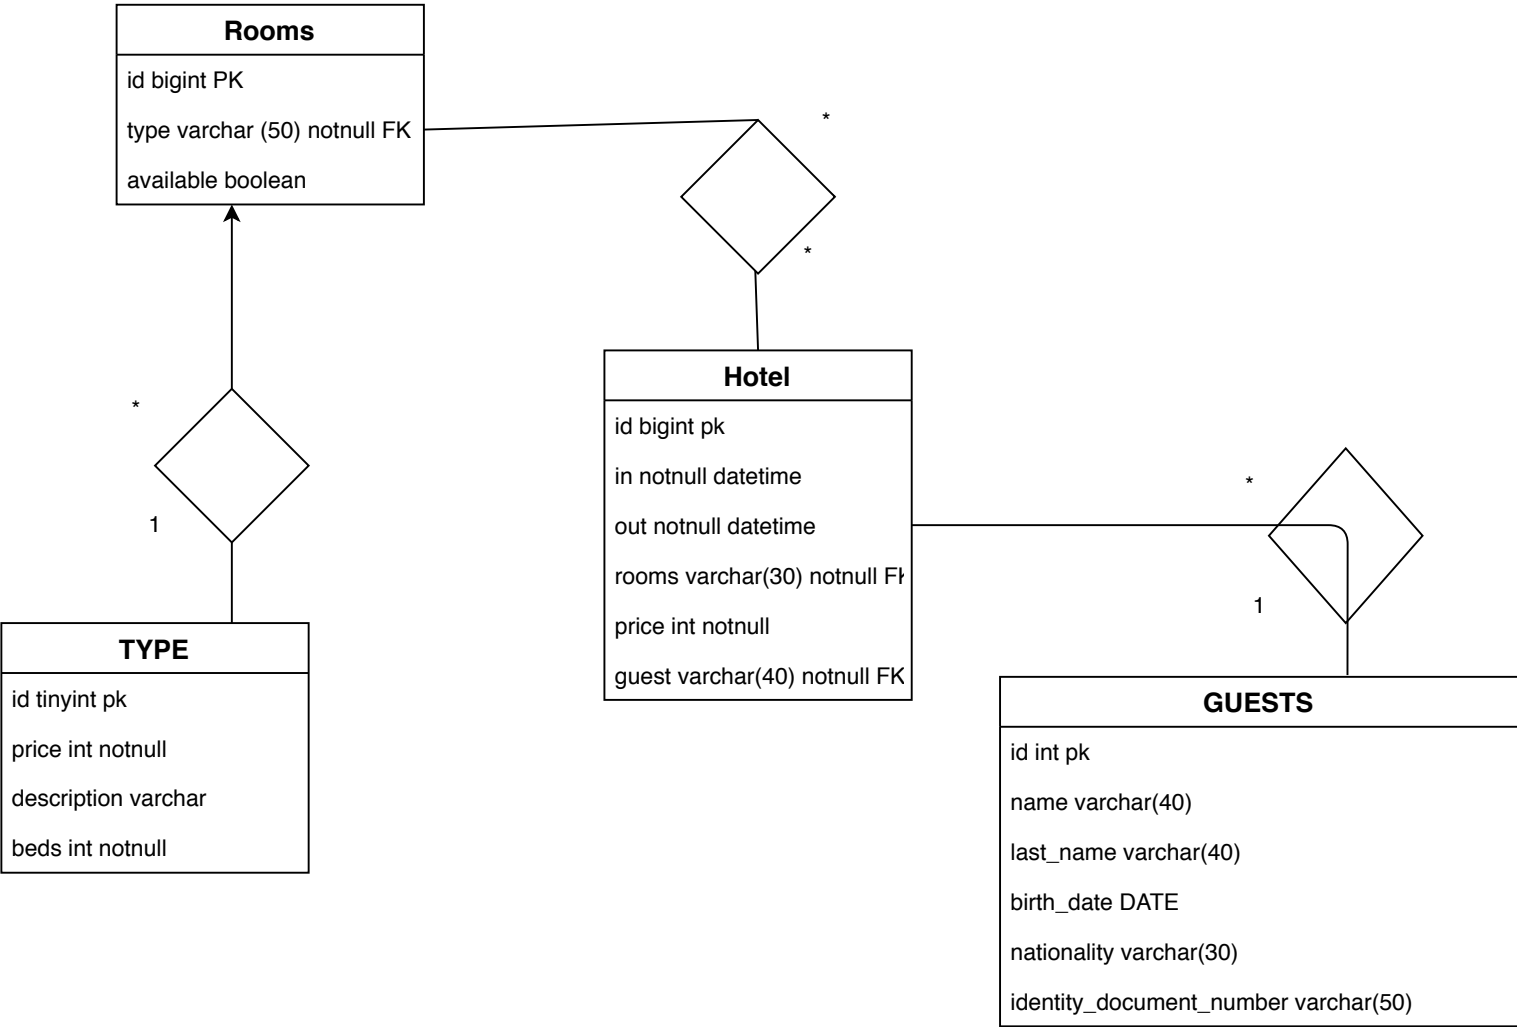 Rooms
id bigint PK
type varchar (50) notnull FK
available boolean
*
*
*
1
Hotel
id bigint pk
in notnull datetime
out notnull datetime
rooms varchar(30) notnull FK
price int notnull
guest varchar(40) notnull FK
*
1
TYPE
id tinyint pk
price int notnull
description varchar
beds int notnull
GUESTS
id int pk
name varchar(40)
last_name varchar(40)
birth_date DATE
nationality varchar(30)
identity_document_number varchar(50)